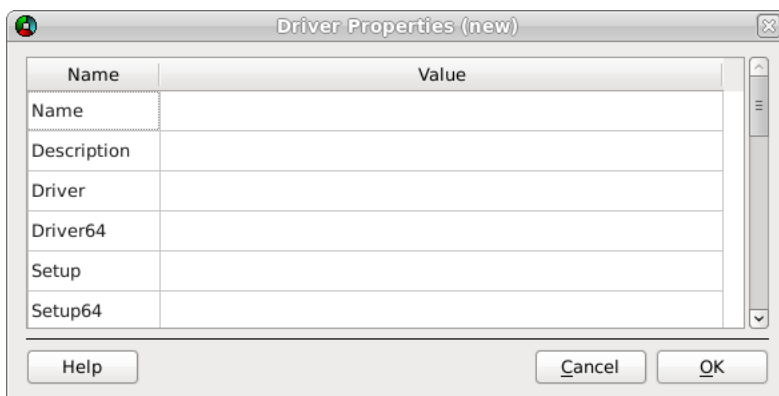 Driver Properties (new)
Name Value
Name
Description
Driver
Driver64
Setup
Setup64
Help Cancel OK